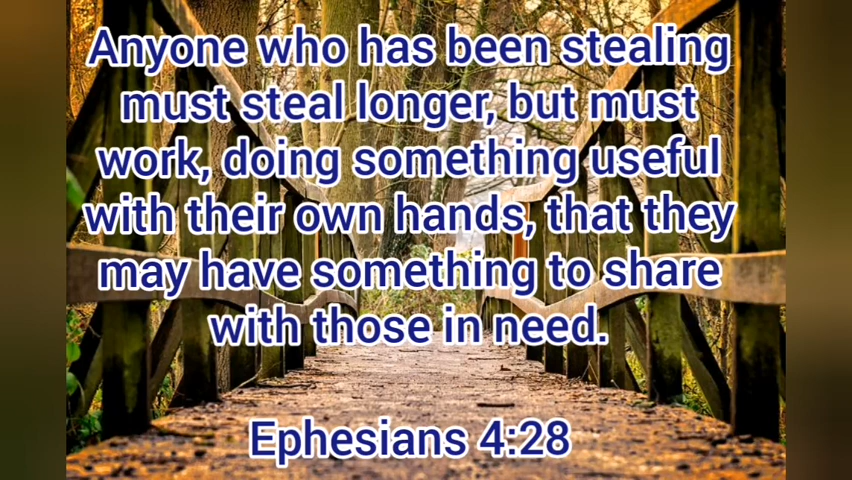 Anyone who has been stealing
must steal longer, but must
work, doing something useful
with their own hands, that they
may have something to share
with those in need.
Ephesians 4:28